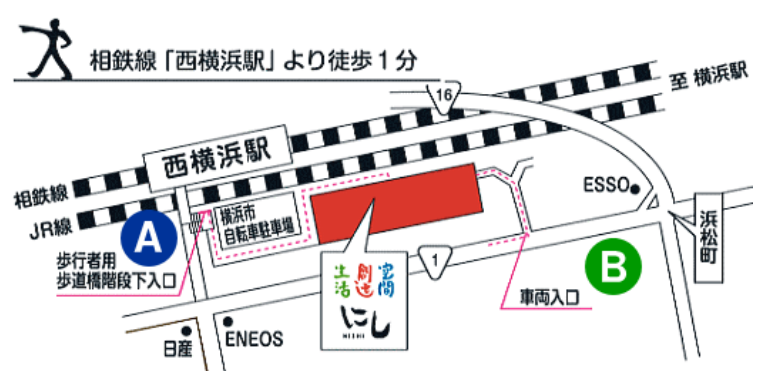 相鉄線「西横浜駅」より徒歩1分
16
至 横浜駅
西横浜駅
相鉄線
JR線
横浜市
自転車駐車場
ESSO
浜松町
A
歩行者用
歩道橋階段下入口
1
B
車両入口
生活
創造
空間
にし
NISHI
日産
ENEOS